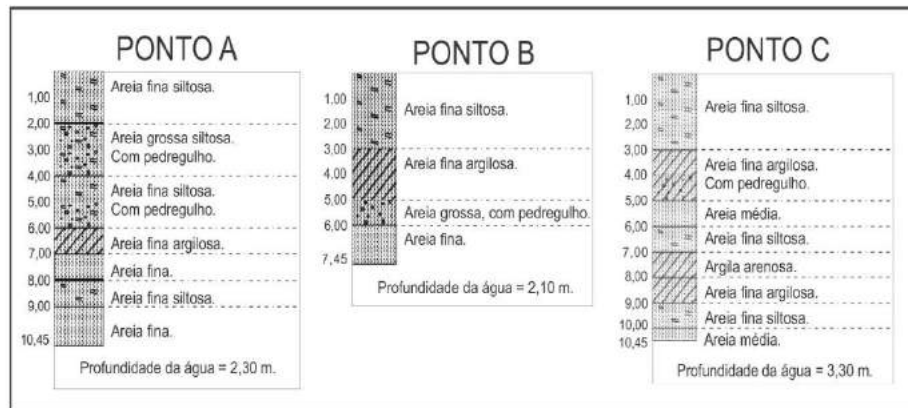 PONTO A
1,00
Areia fina siltosa.
2,00
3,00
Areia grossa siltosa.
Com pedregulho.
4,00
5,00
Areia fina siltosa.
Com pedregulho.
6,00
Areia fina argilosa.
7,00
Areia fina.
8,00
Areia fina siltosa.
9,00
Areia fina.
10,45
Profundidade da água = 2,30 m.
PONTO B
1,00
Areia fina siltosa.
2,00
3,00
Areia fina argilosa.
4,00
5,00
Areia grossa, com pedregulho.
6,00
Areia fina.
7,45
Profundidade da água = 2,10 m.
PONTO C
1,00
Areia fina siltosa.
2,00
3,00
Areia fina argilosa.
4,00
Com pedregulho.
5,00
Areia média.
6,00
Areia fina siltosa.
7,00
Argila arenosa.
8,00
Areia fina argilosa.
9,00
Areia fina siltosa.
10,00
Areia média.
10,45
Profundidade da água = 3,30 m.